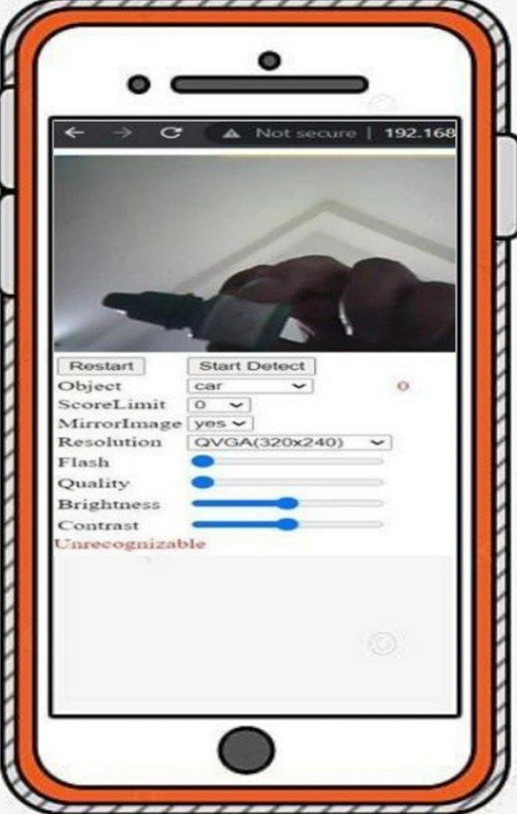 Not secure | 192.168
Restart Start Detect
Object car 0
ScoreLimit 0
MirrorImage yes
Resolution QVGA(320x240)
Flash
Quality
Brightness
Contrast
Unrecognizable